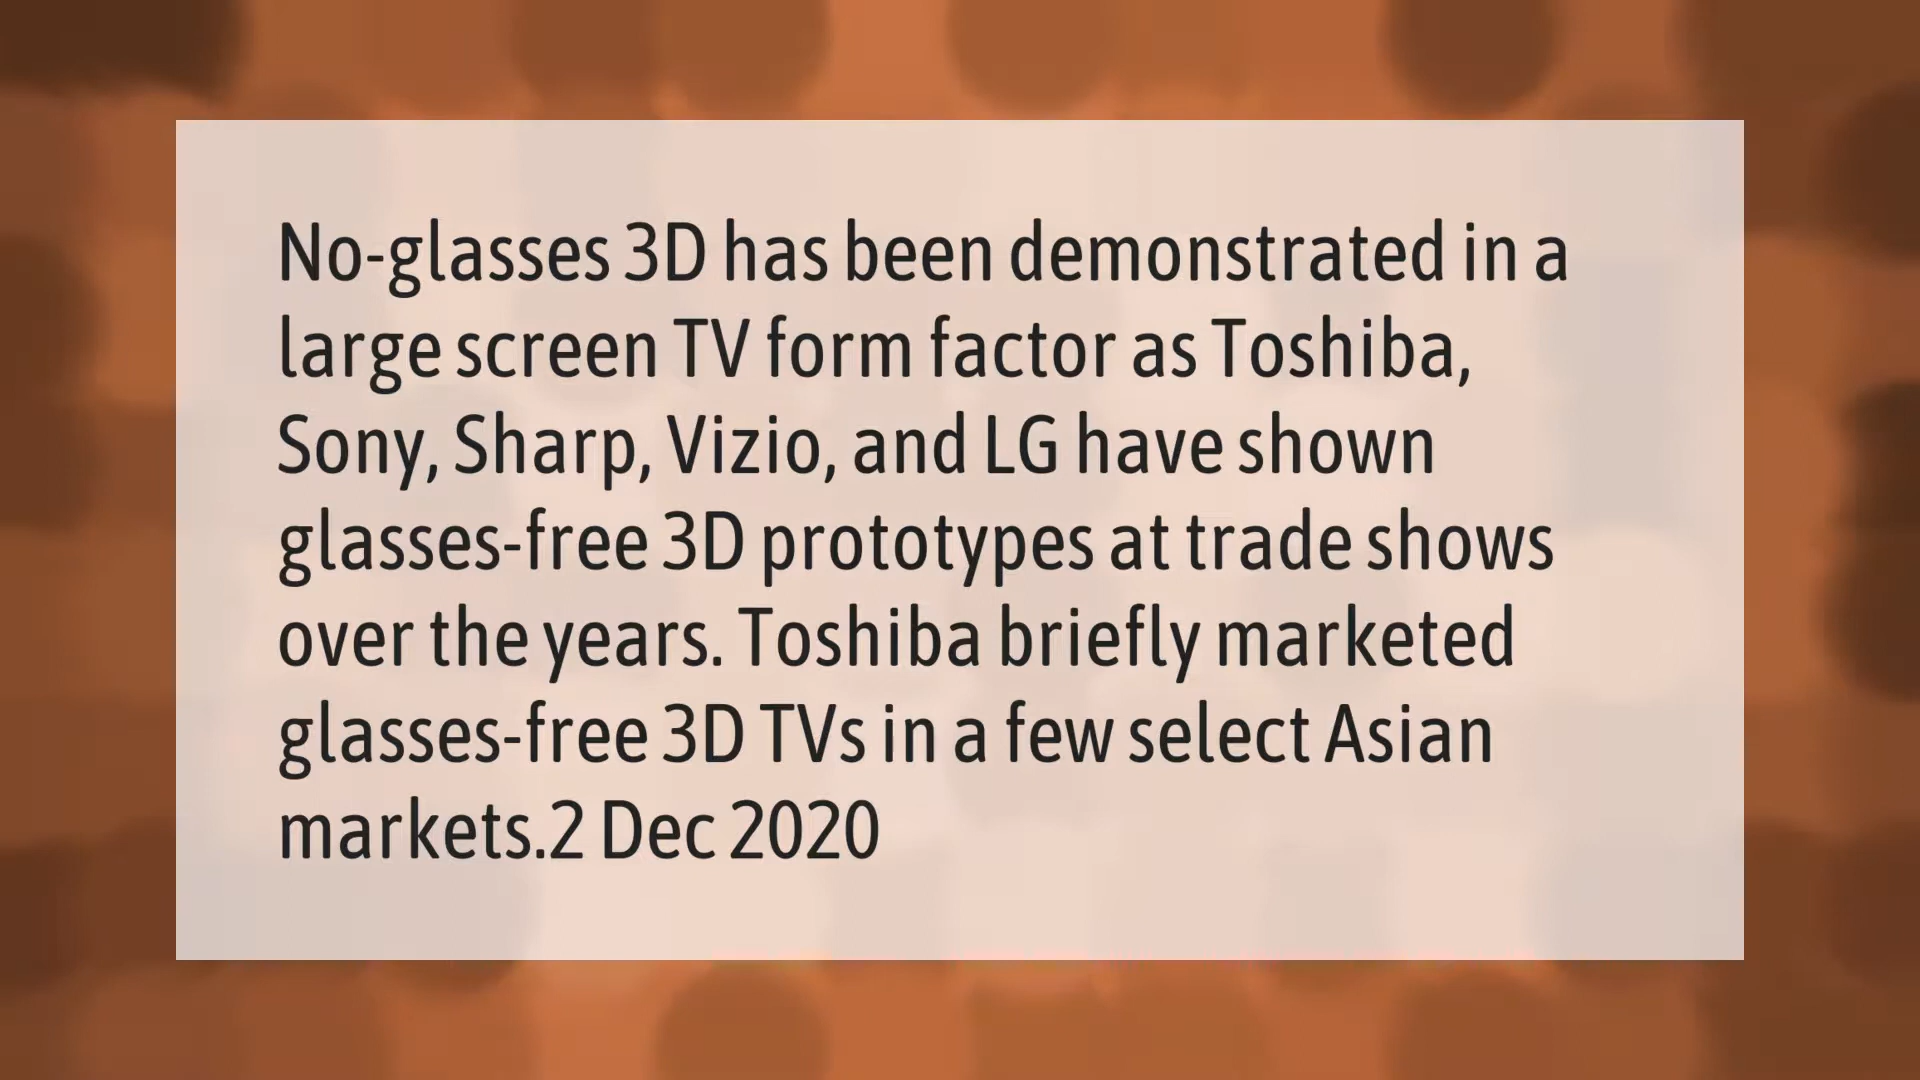 No-glasses 3D has been demonstrated in a
large screen TV form factor as Toshiba,
Sony, Sharp, Vizio, and LG have shown
glasses-free 3D prototypes at trade shows
over the years. Toshiba briefly marketed
glasses-free 3D TVs in a few select Asian
markets.2 Dec 2020